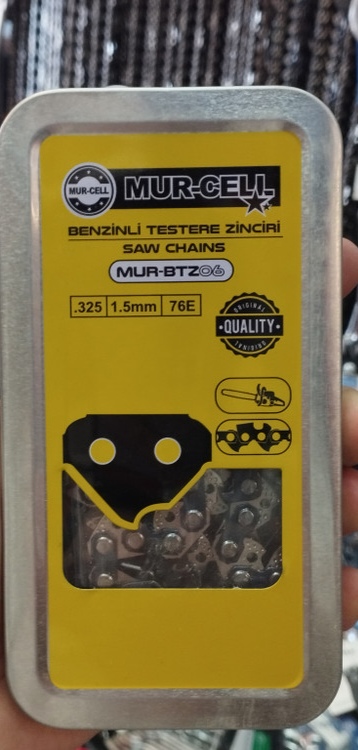 MUR-CELL
MUR-CELL
BENZİNLİ TESTERE ZİNCİRİ
SAW CHAINS
MUR-BTZ06
.325 1.5mm 76E
ORIGINAL
QUALITY
ORIGINAL